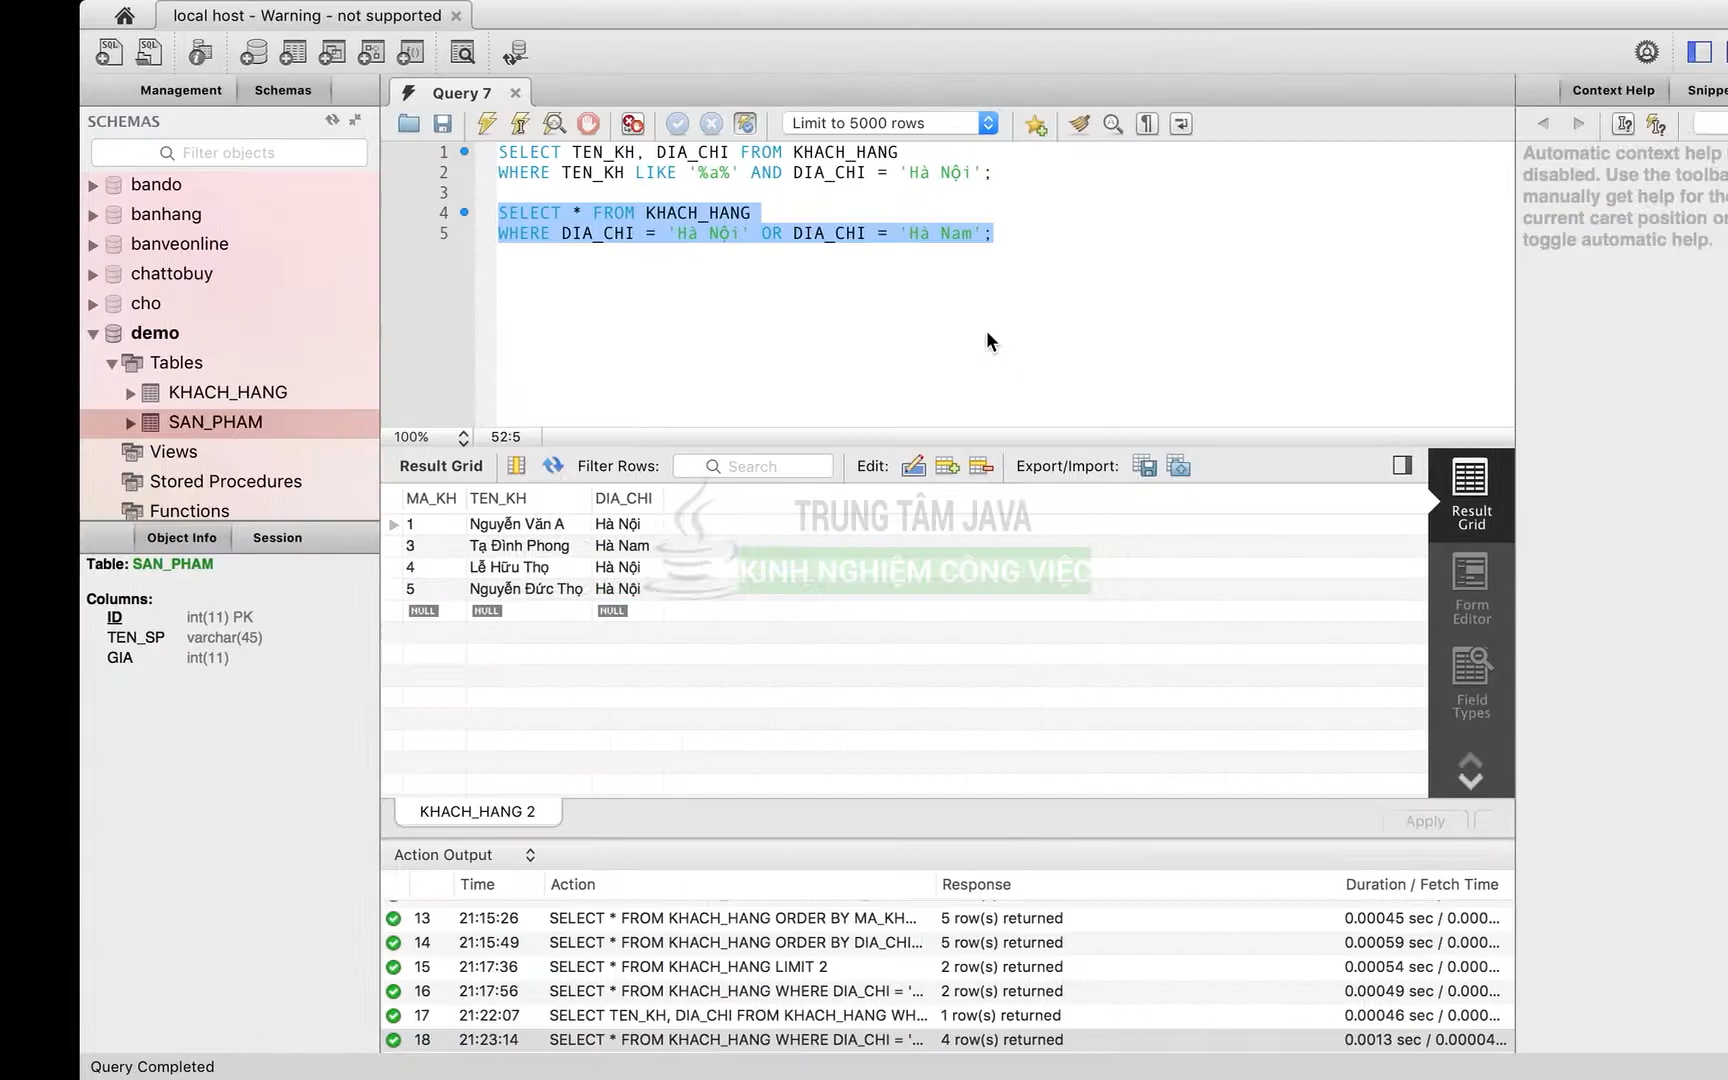 local host - Warning - not supported
Management
Schemas
SCHEMAS
Filter objects
bando
banhang
banveonline
chattobuy
cho
demo
Tables
KHACH_HANG
SAN_PHAM
Views
Stored Procedures
Functions
Object Info
Session
Table: SAN_PHAM
Columns:
ID int(11) PK
TEN_SP varchar(45)
GIA int(11)
Query Completed
Query 7
Limit to 5000 rows
1 SELECT TEN_KH, DIA_CHI FROM KHACH_HANG
2 WHERE TEN_KH LIKE '%a%' AND DIA_CHI = 'Hà Nội';
3
4 SELECT * FROM KHACH_HANG
5 WHERE DIA_CHI = 'Hà Nội' OR DIA_CHI = 'Hà Nam';
100% 52:5
Result Grid Filter Rows: Search Edit: Export/Import:
MA_KH TEN_KH DIA_CHI
1 Nguyễn Văn A Hà Nội
3 Tạ Đình Phong Hà Nam
4 Lễ Hữu Thọ Hà Nội
5 Nguyễn Đức Thọ Hà Nội
NULL NULL NULL
TRUNG TÂM JAVA
KINH NGHIỆM CÔNG VIỆC
Result
Grid
Form
Editor
Field
Types
KHACH_HANG 2
Apply
Action Output
Time Action Response Duration / Fetch Time
13 21:15:26 SELECT * FROM KHACH_HANG ORDER BY MA_KH... 5 row(s) returned 0.00045 sec / 0.000...
14 21:15:49 SELECT * FROM KHACH_HANG ORDER BY DIA_CHI... 5 row(s) returned 0.00059 sec / 0.000...
15 21:17:36 SELECT * FROM KHACH_HANG LIMIT 2 2 row(s) returned 0.00054 sec / 0.000...
16 21:17:56 SELECT * FROM KHACH_HANG WHERE DIA_CHI = '... 2 row(s) returned 0.00049 sec / 0.000...
17 21:22:07 SELECT TEN_KH, DIA_CHI FROM KHACH_HANG WH... 1 row(s) returned 0.00046 sec / 0.000...
18 21:23:14 SELECT * FROM KHACH_HANG WHERE DIA_CHI = '... 4 row(s) returned 0.0013 sec / 0.00004...
Context Help
Snippe
Automatic context help
disabled. Use the toolba
manually get help for the
current caret position or
toggle automatic help.